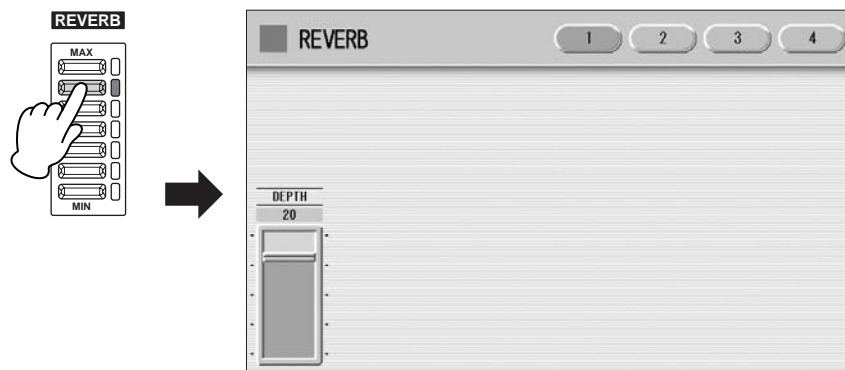 REVERB
MAX
MIN
REVERB
1 2 3 4
DEPTH
20